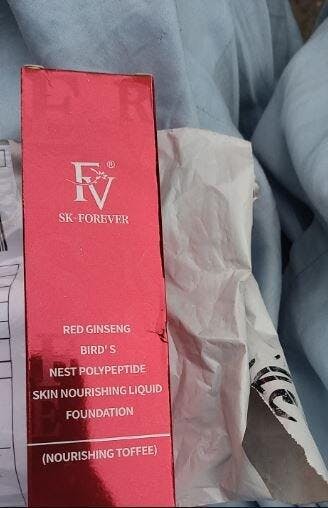 FV®
SK-FOREVER
RED GINSENG
BIRD' S
NEST POLYPEPTIDE
SKIN NOURISHING LIQUID
FOUNDATION
(NOURISHING TOFFEE)